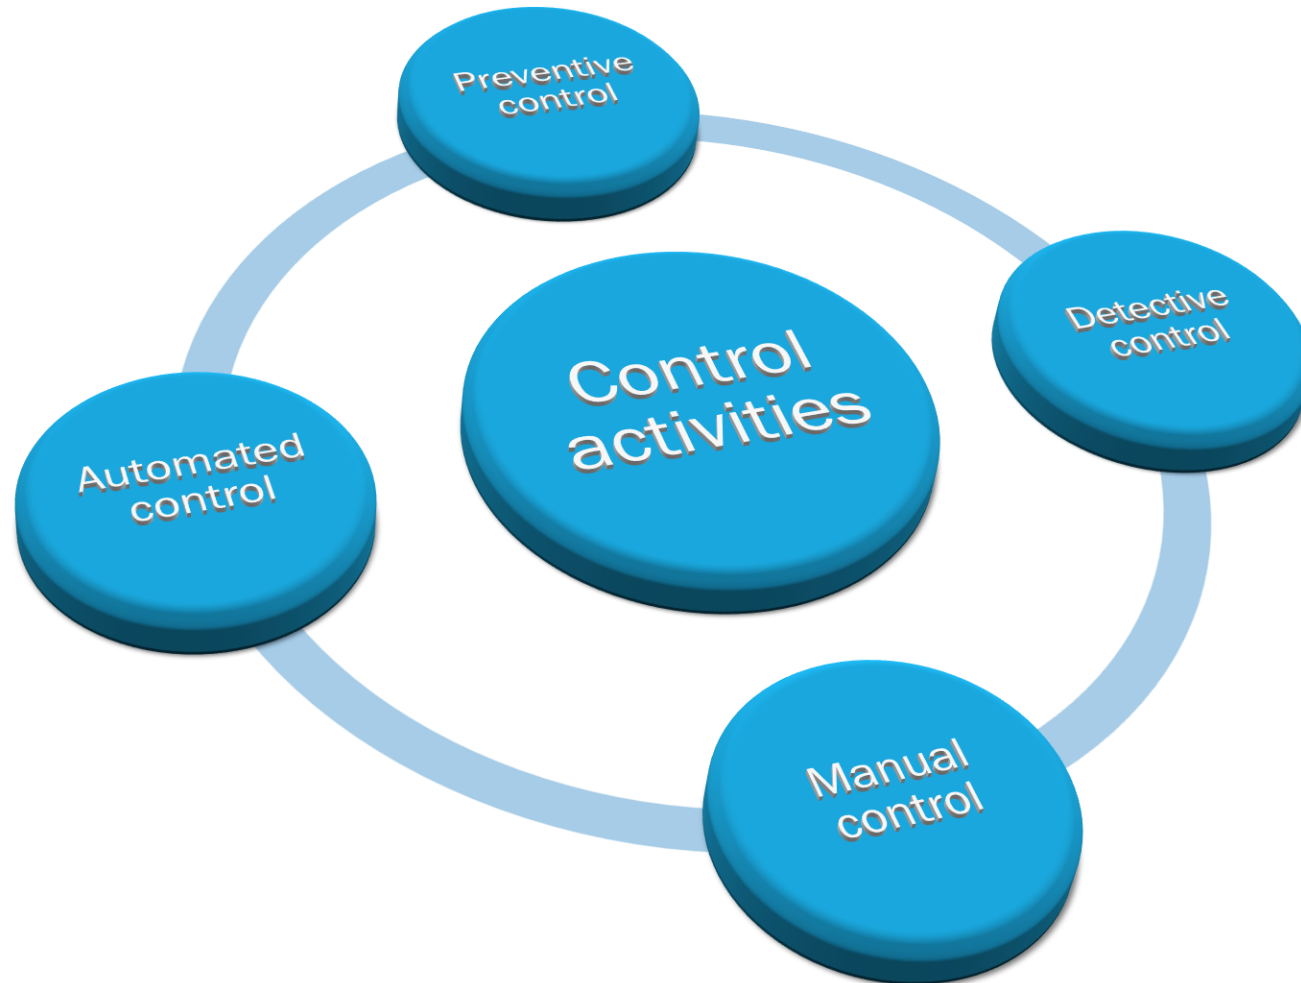 Preventive
control
Detective
control
Control
activities
Automated
control
Manual
control